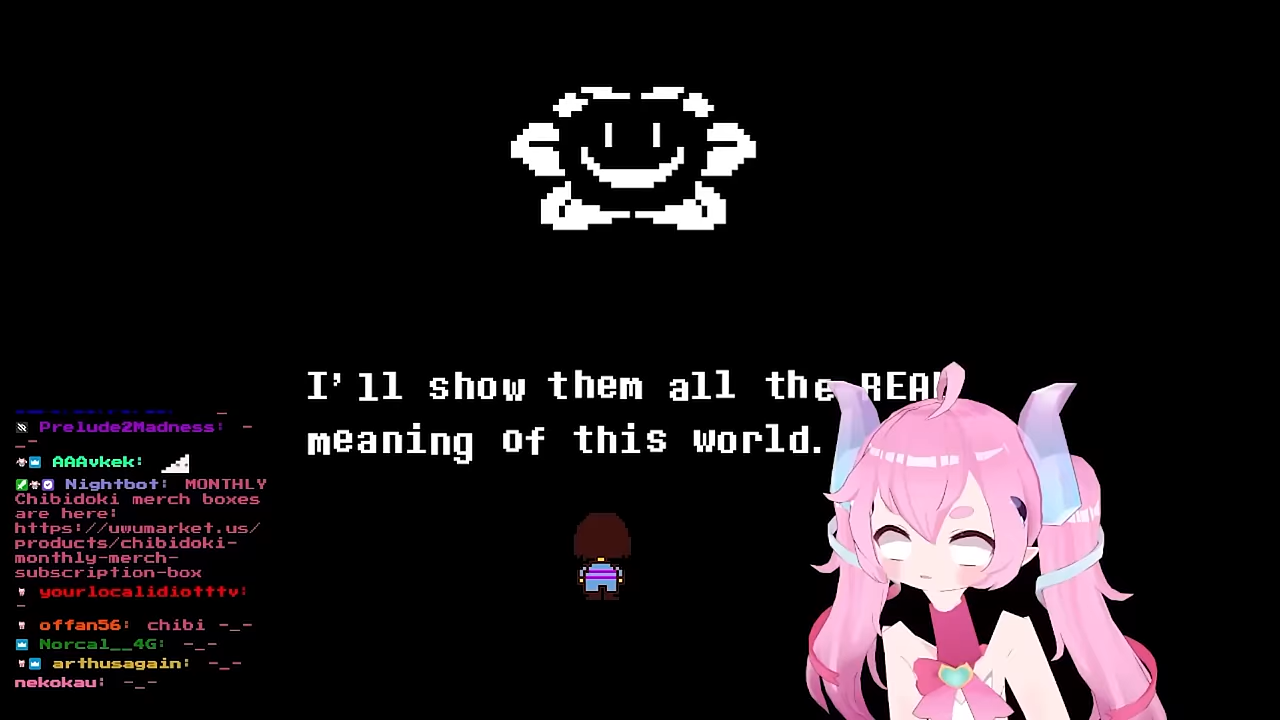 I'll show them all the REAL
meaning of this world.
Prelude2Madness: -
_-
AAAvkek:
Nightbot: MONTHLY
Chibidoki merch boxes
are here:
https://uwumarket.us/
products/chibidoki-
monthly-merch-
subscription-box
yourlocalidiotttv:
-
offan56: chibi -_-
Norcal__4G: -_-
arthusagain: -_-
nekokau: -_-